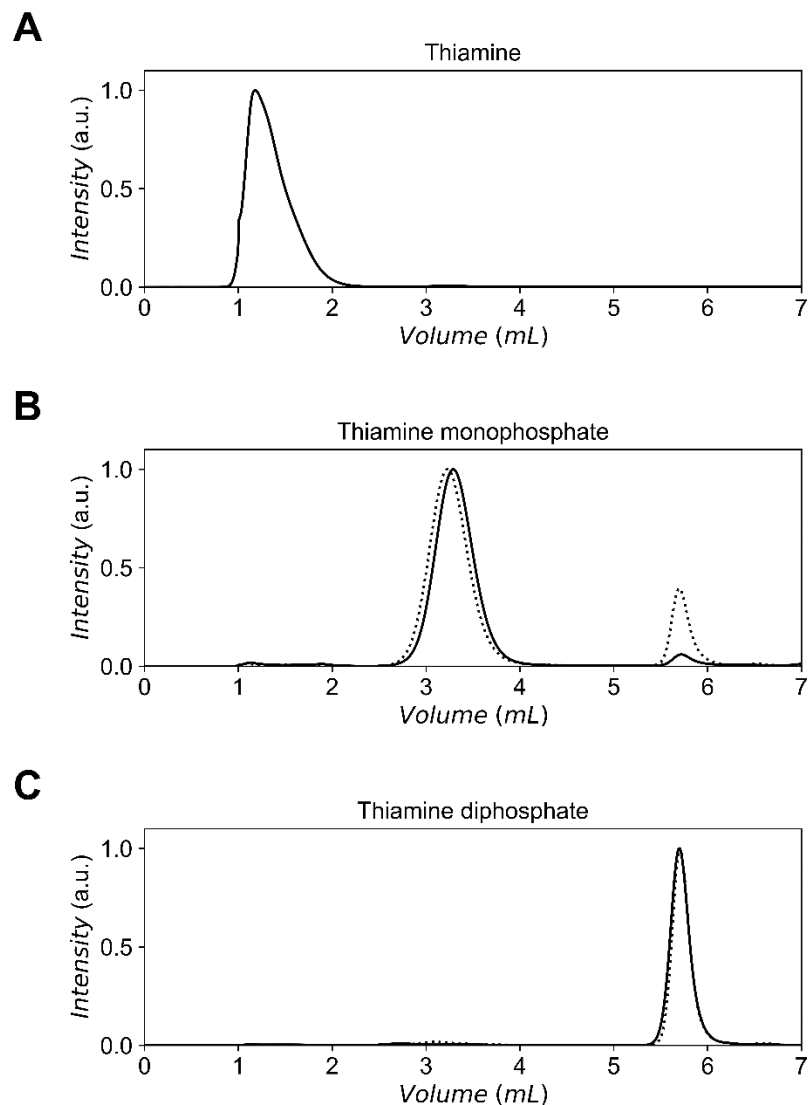 A
Thiamine
1.0
0.5
0.0
Intensity (a.u.)
0 1 2 3 4 5 6 7
Volume (mL)
B
Thiamine monophosphate
1.0
0.5
0.0
Intensity (a.u.)
0 1 2 3 4 5 6 7
Volume (mL)
C
Thiamine diphosphate
1.0
0.5
0.0
Intensity (a.u.)
0 1 2 3 4 5 6 7
Volume (mL)